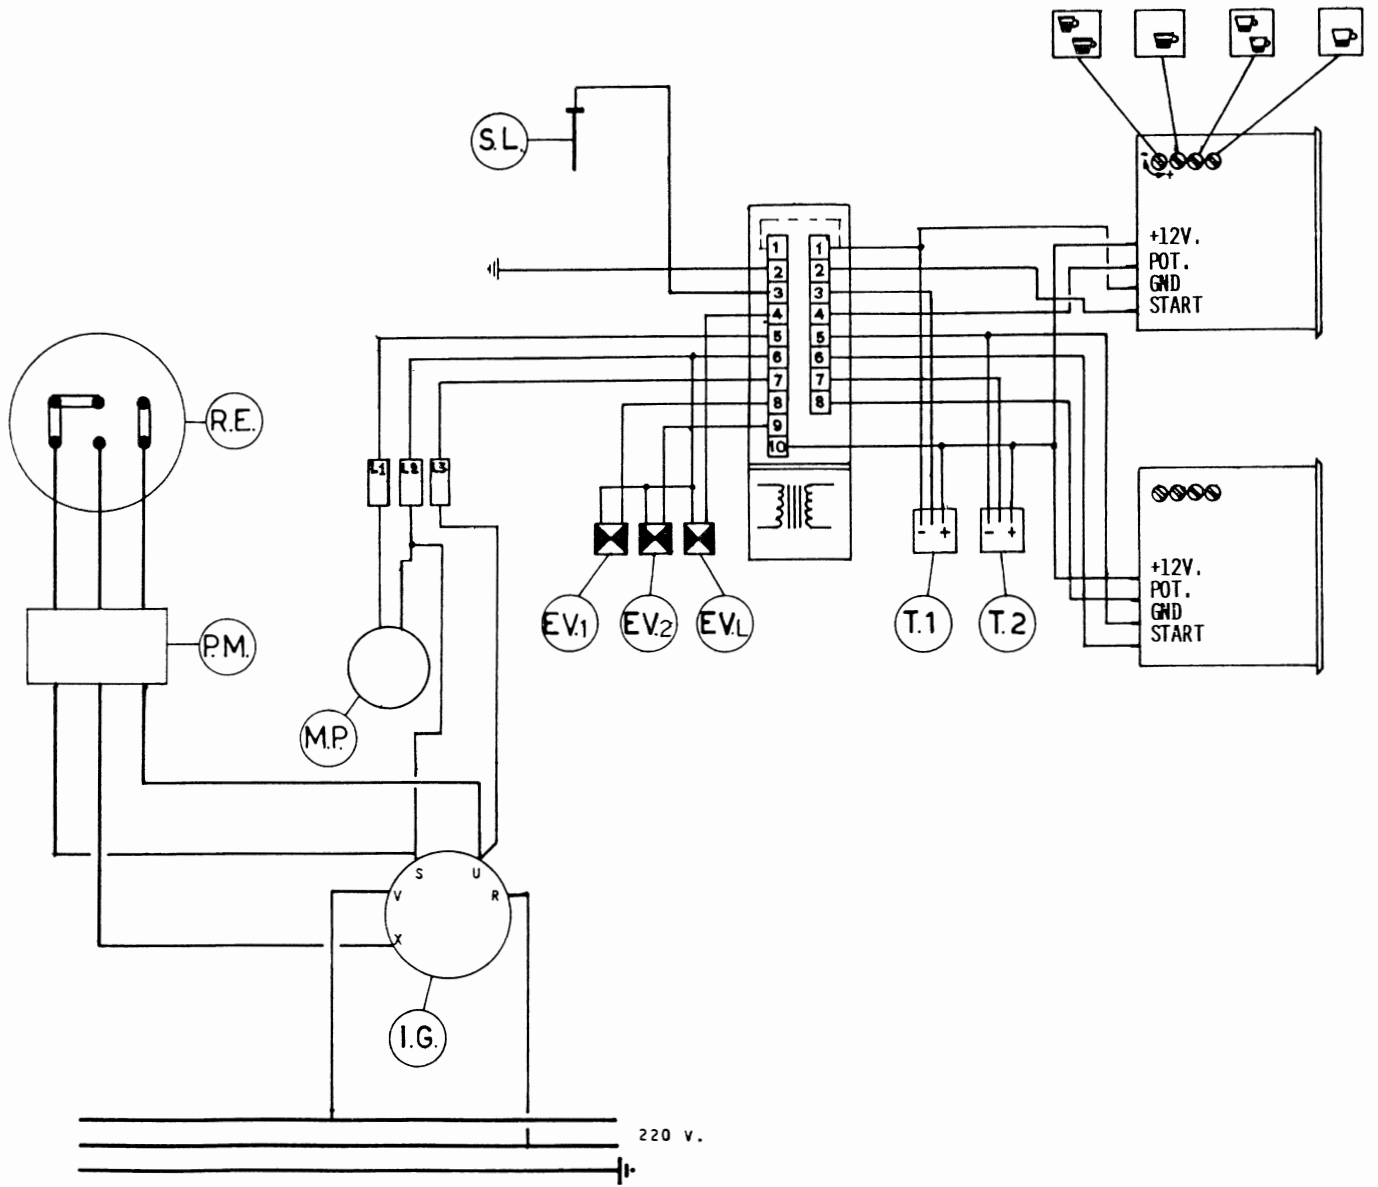 S.L.
- +
+12V.
POT.
GND
START
1 1
2 2
3 3
4 4
5 5
6 6
7 7
8 8
9
10
R.E.
L1 L2 L3
- + - +
+12V.
POT.
GND
START
EV.1 EV.2 EV.L T.1 T.2
P.M.
M.P.
S U
V R
X
I.G.
220 V.